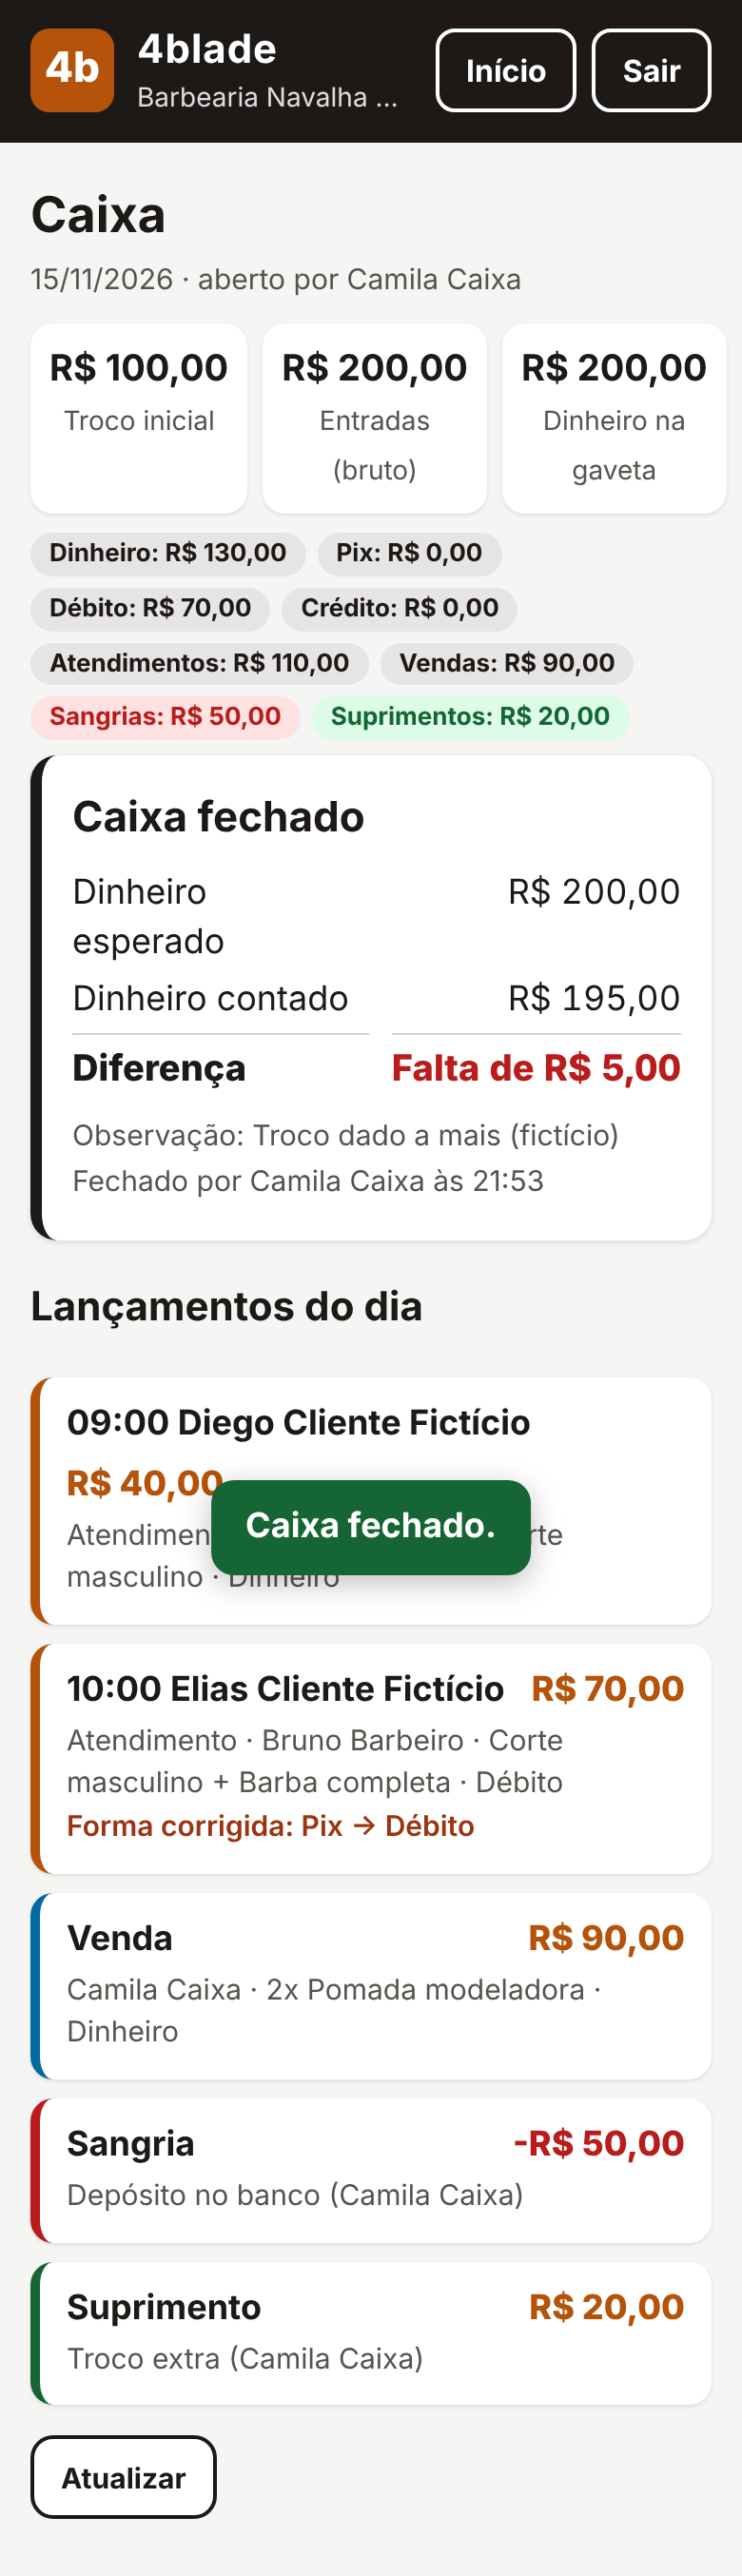 4b
4blade
Barbearia Navalha ...
Início
Sair
Caixa
15/11/2026 · aberto por Camila Caixa
R$ 100,00
Troco inicial
R$ 200,00
Entradas
(bruto)
R$ 200,00
Dinheiro na
gaveta
Dinheiro: R$ 130,00
Pix: R$ 0,00
Débito: R$ 70,00
Crédito: R$ 0,00
Atendimentos: R$ 110,00
Vendas: R$ 90,00
Sangrias: R$ 50,00
Suprimentos: R$ 20,00
Caixa fechado
Dinheiro
esperado
R$ 200,00
Dinheiro contado
R$ 195,00
Diferença
Falta de R$ 5,00
Observação: Troco dado a mais (fictício)
Fechado por Camila Caixa às 21:53
Lançamentos do dia
09:00 Diego Cliente Fictício
R$ 40,00
Caixa fechado.
masculino · Dinheiro
10:00 Elias Cliente Fictício
R$ 70,00
Atendimento · Bruno Barbeiro · Corte
masculino + Barba completa · Débito
Forma corrigida: Pix → Débito
Venda
R$ 90,00
Camila Caixa · 2x Pomada modeladora ·
Dinheiro
Sangria
-R$ 50,00
Depósito no banco (Camila Caixa)
Suprimento
R$ 20,00
Troco extra (Camila Caixa)
Atualizar